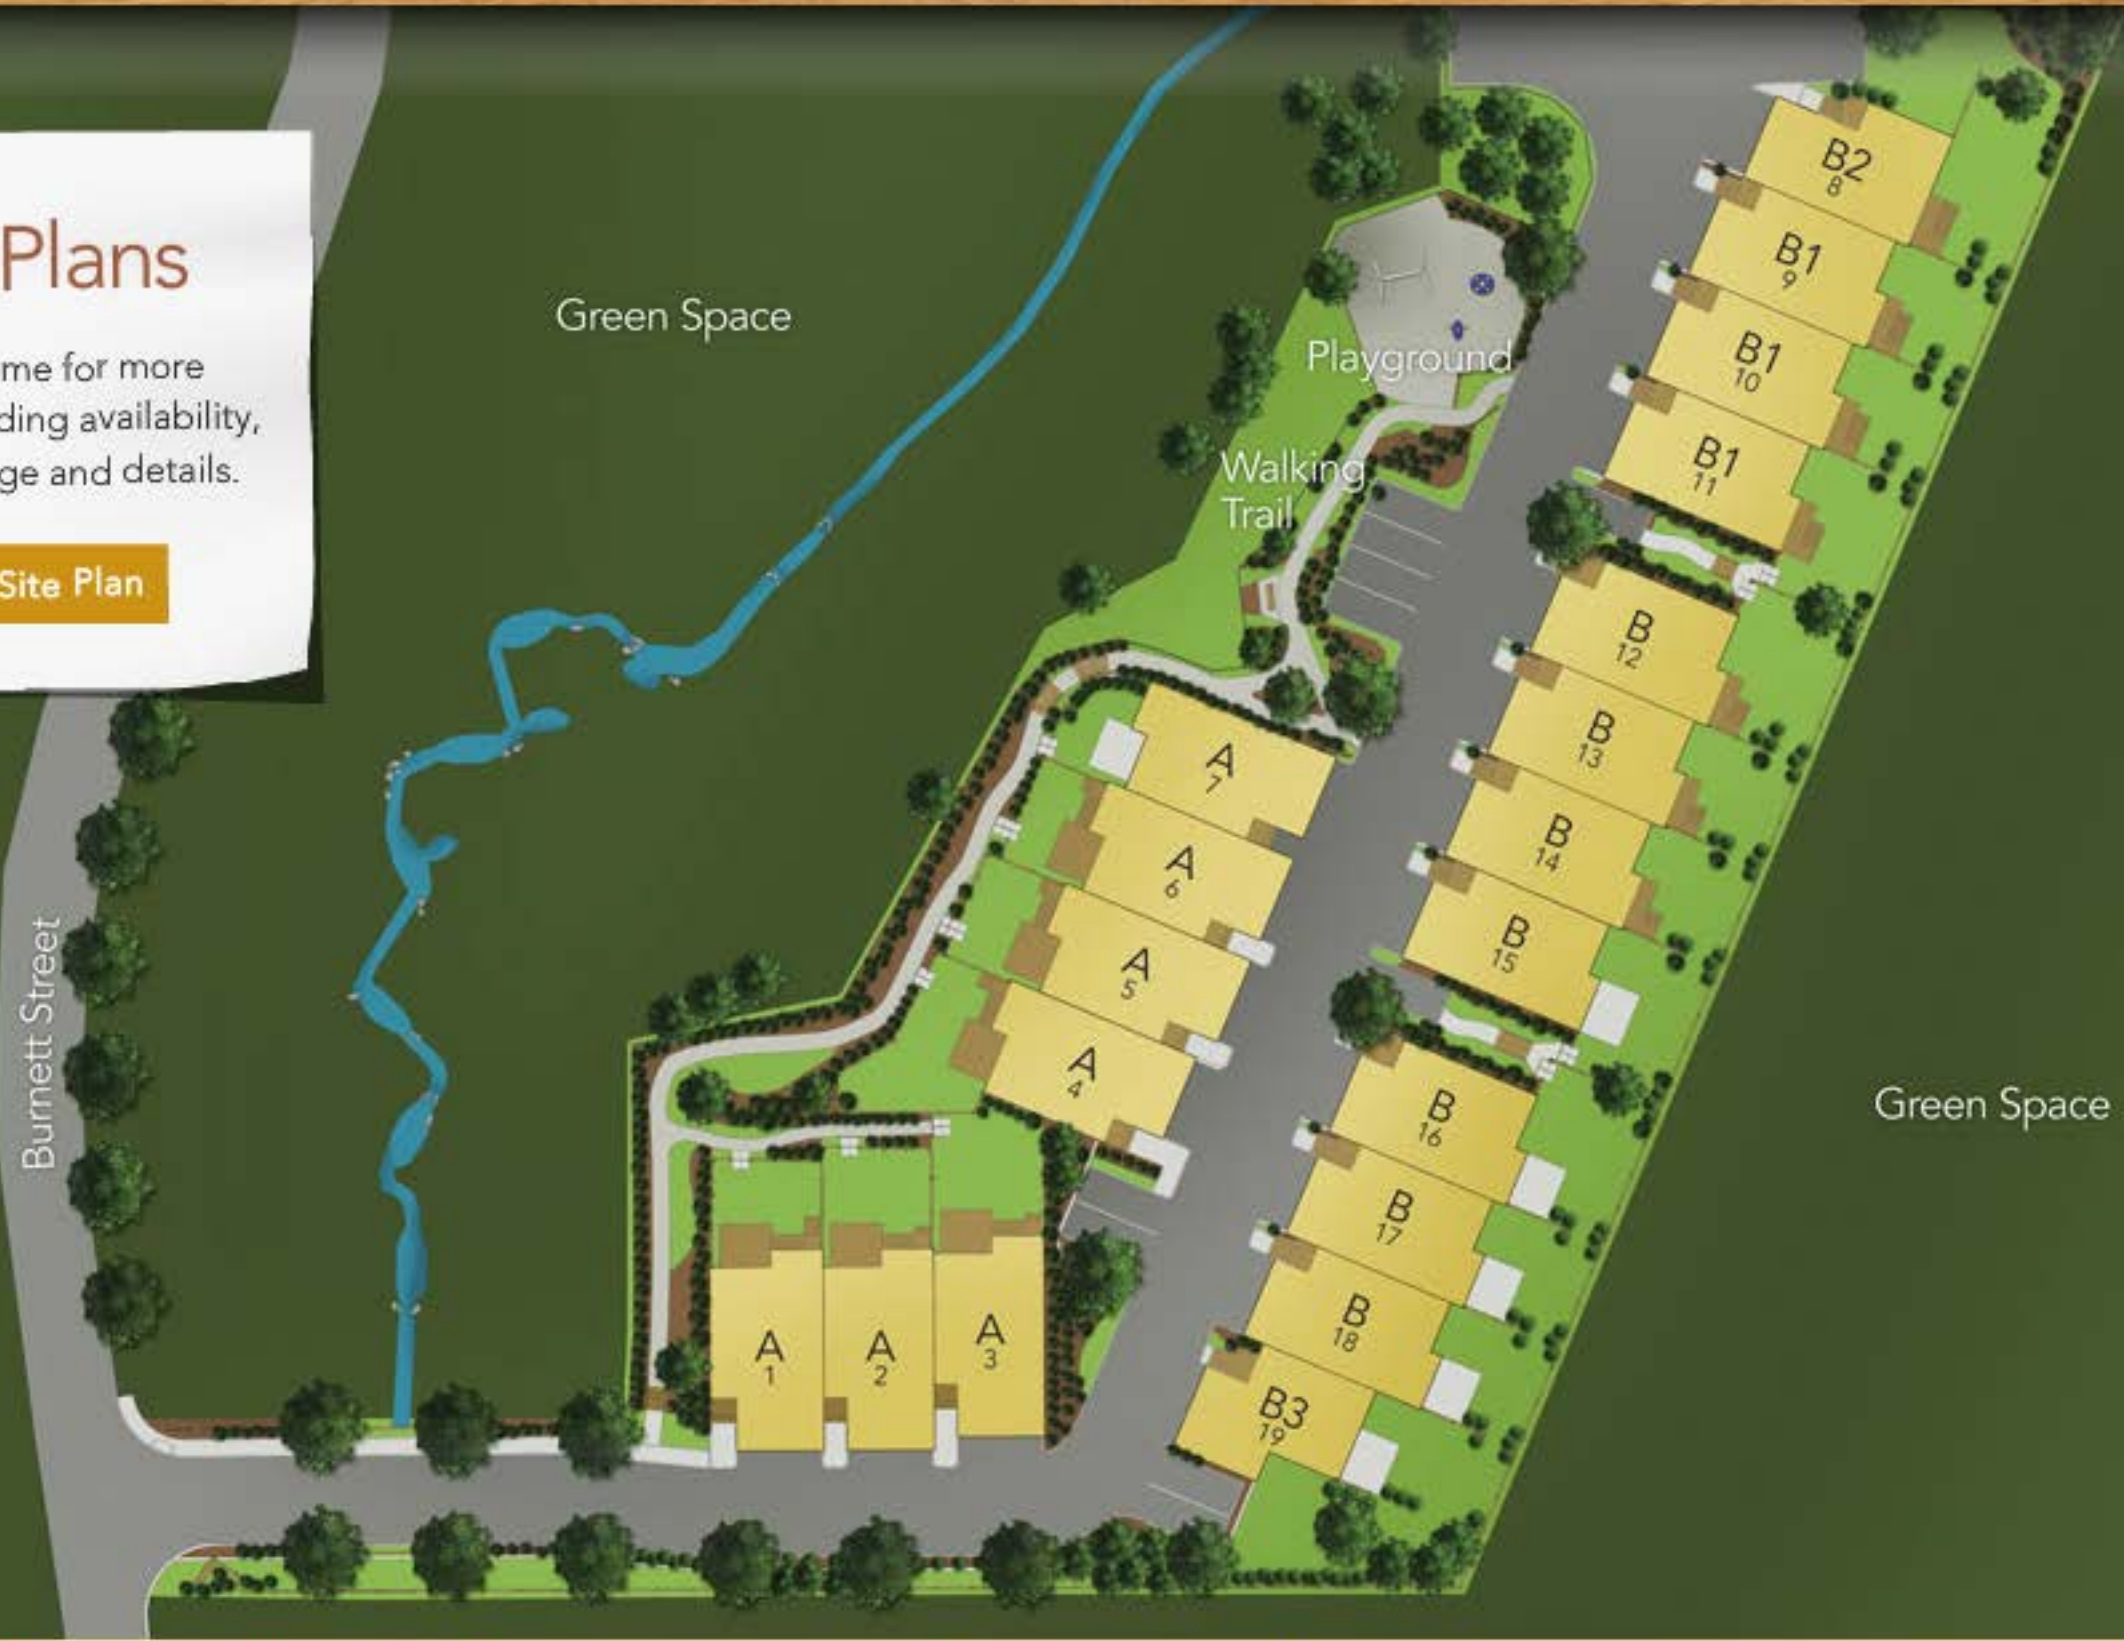 Plans
me for more
ding availability,
ge and details.
Site Plan
Green Space
Playground
Walking
Trail
Burnett Street
Green Space
B2
8
B1
9
B1
10
B1
11
B
12
B
13
B
14
B
15
B
16
B
17
B
18
B3
19
A
7
A
6
A
5
A
4
A
1
A
2
A
3